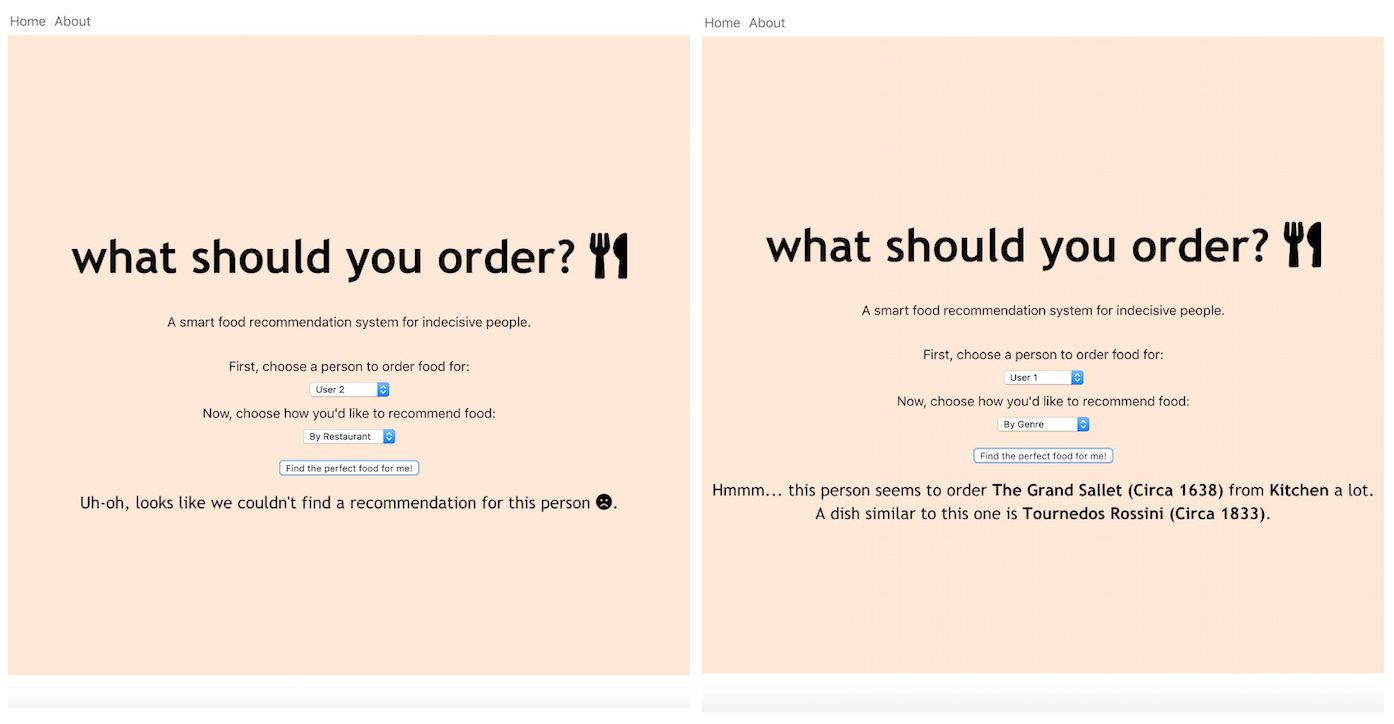 Home About
what should you order?
A smart food recommendation system for indecisive people.
First, choose a person to order food for:
User 2
Now, choose how you'd like to recommend food:
By Restaurant
Find the perfect food for me!
Uh-oh, looks like we couldn't find a recommendation for this person .
Home About
what should you order?
A smart food recommendation system for indecisive people.
First, choose a person to order food for:
User 1
Now, choose how you'd like to recommend food:
By Genre
Find the perfect food for me!
Hmmm... this person seems to order The Grand Sallet (Circa 1638) from Kitchen a lot.
A dish similar to this one is Tournedos Rossini (Circa 1833).